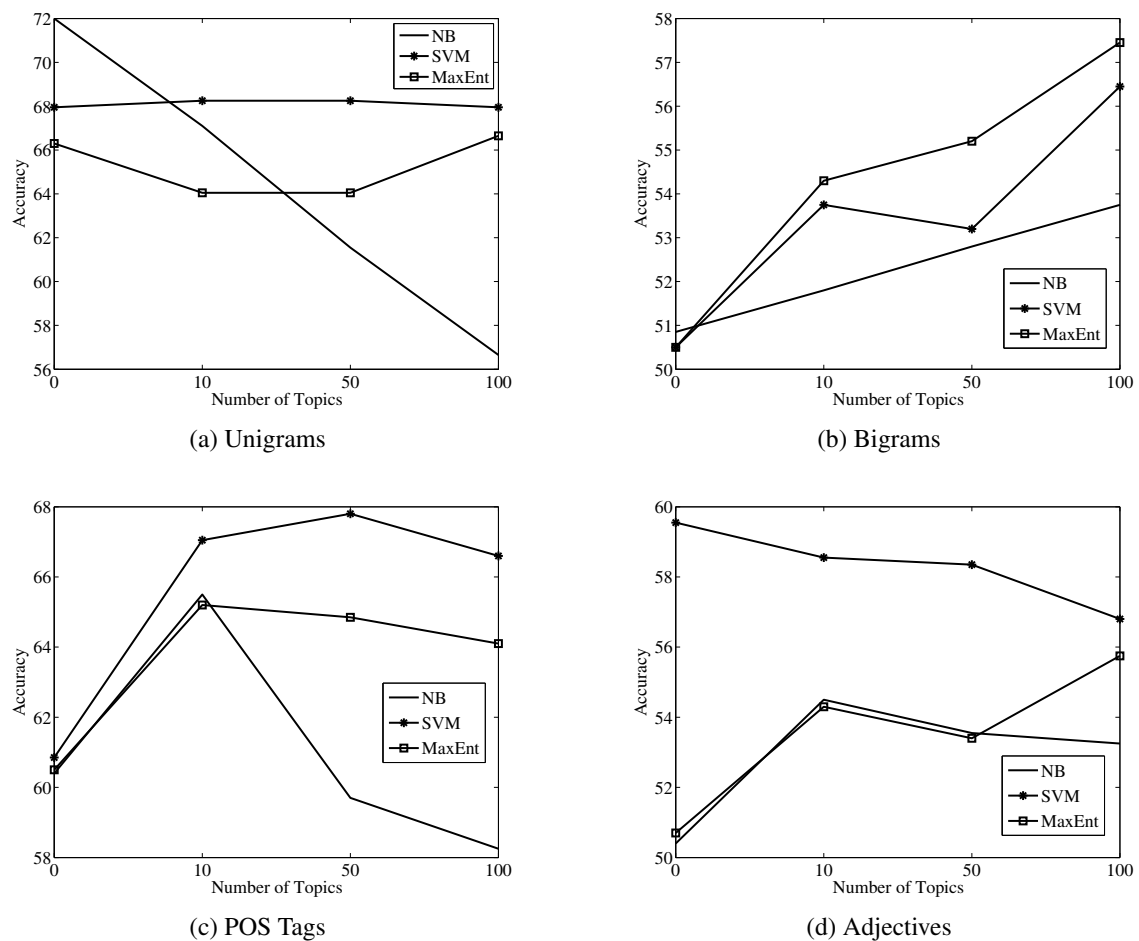 72
70
68
66
64
62
60
58
56
Accuracy
0 10 50 100
Number of Topics
NB
SVM
MaxEnt
(a) Unigrams
58
57
56
55
54
53
52
51
50
Accuracy
0 10 50 100
Number of Topics
NB
SVM
MaxEnt
(b) Bigrams
68
66
64
62
60
58
Accuracy
0 10 50 100
Number of Topics
NB
SVM
MaxEnt
(c) POS Tags
60
58
56
54
52
50
Accuracy
0 10 50 100
Number of Topics
NB
SVM
MaxEnt
(d) Adjectives